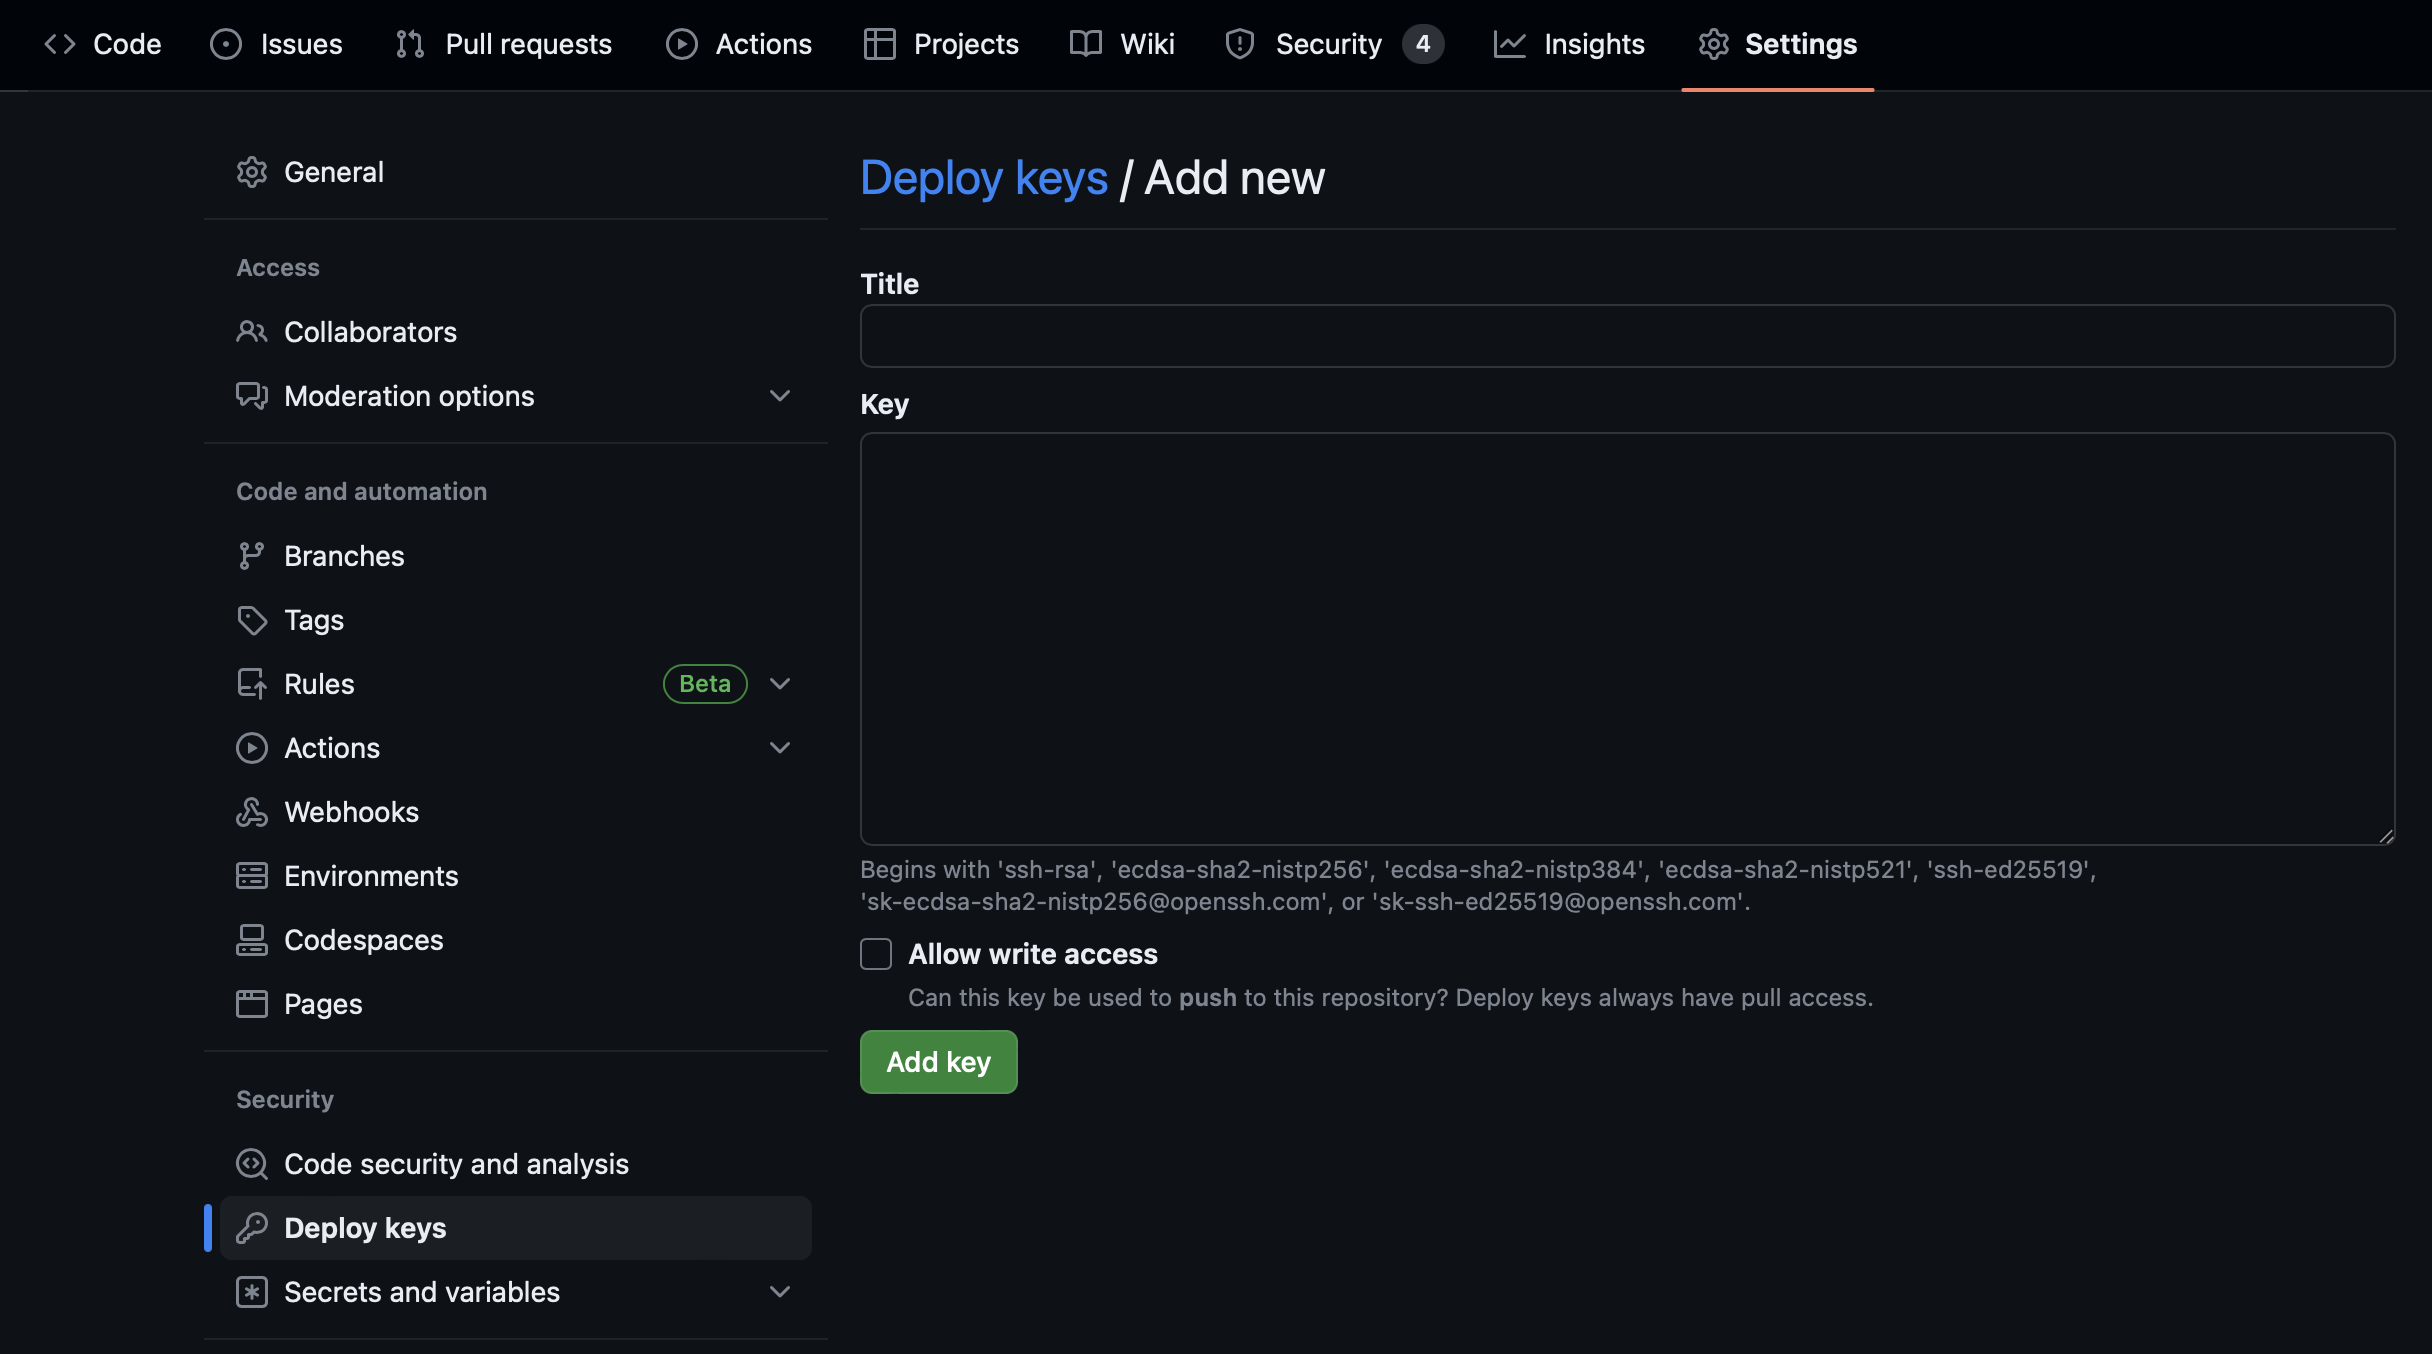 Code Issues Pull requests Actions Projects Wiki Security 4 Insights Settings
General
Access
Collaborators
Moderation options
Code and automation
Branches
Tags
Rules Beta
Actions
Webhooks
Environments
Codespaces
Pages
Security
Code security and analysis
Deploy keys
Secrets and variables
Deploy keys / Add new
Title
Key
Begins with 'ssh-rsa', 'ecdsa-sha2-nistp256', 'ecdsa-sha2-nistp384', 'ecdsa-sha2-nistp521', 'ssh-ed25519',
'sk-ecdsa-sha2-nistp256@openssh.com', or 'sk-ssh-ed25519@openssh.com'.
Allow write access
Can this key be used to push to this repository? Deploy keys always have pull access.
Add key